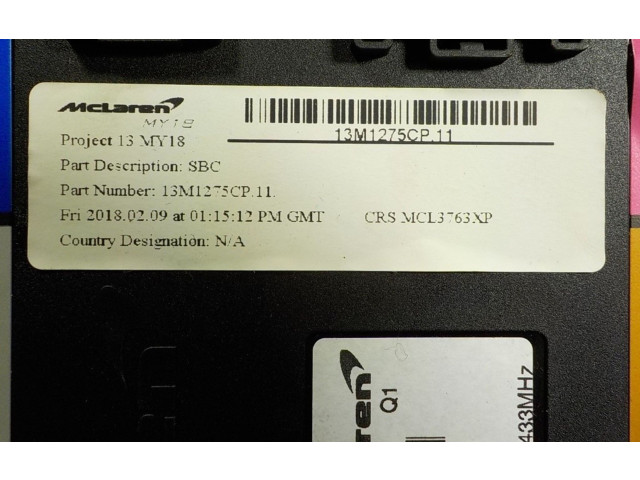 McLaren
MY18
13M1275CP.11
Project 13 MY18
Part Description: SBC
Part Number: 13M1275CP.11.
Fri 2018.02.09 at 01:15:12 PM GMT CRS MCL3763XP
Country Designation: N/A
ren
Q1
433MHz